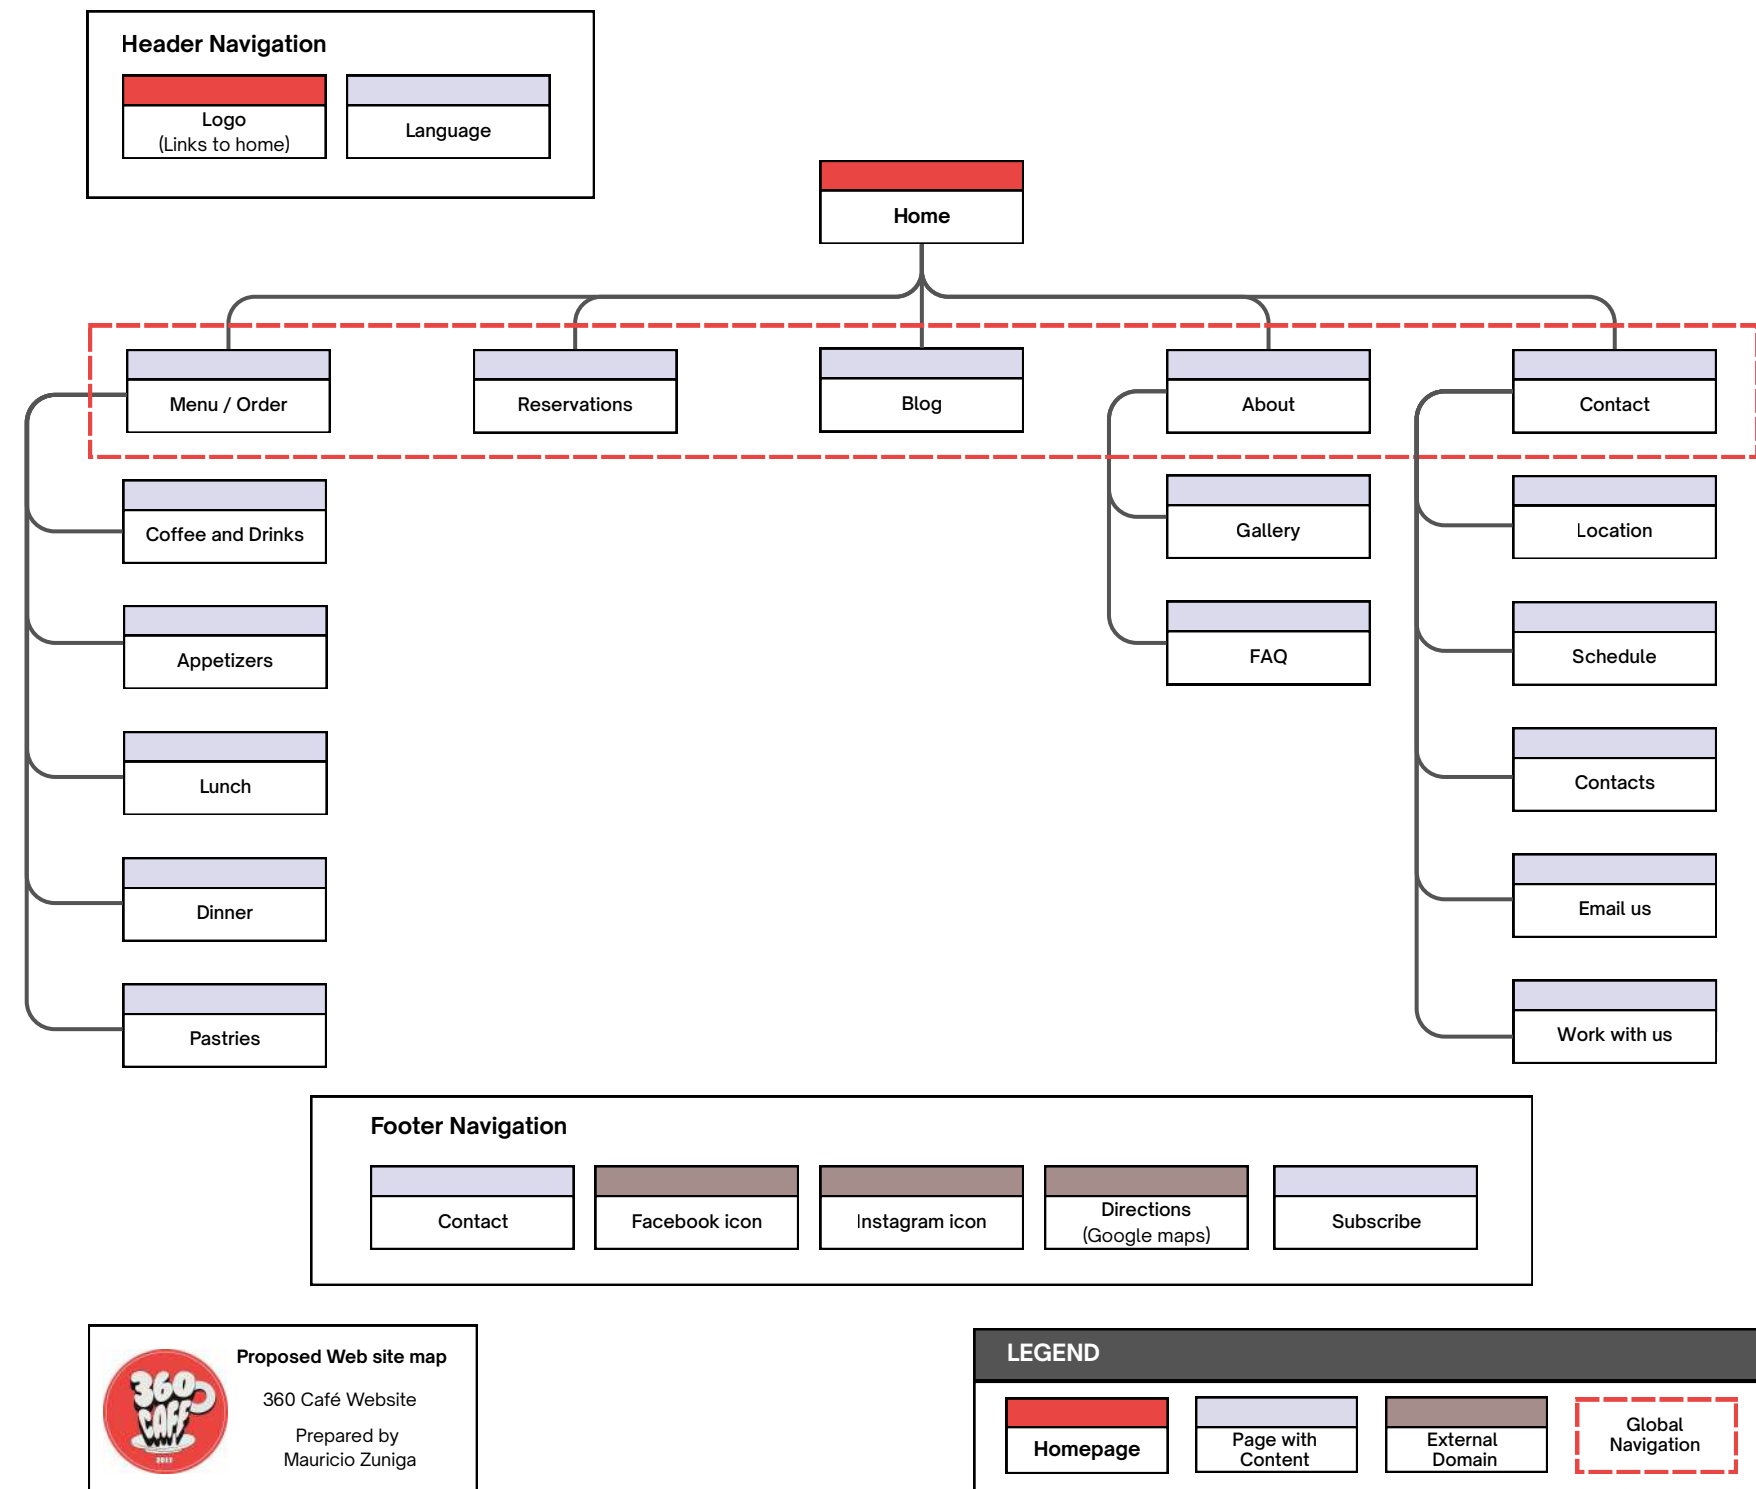 Header Navigation
Logo
(Links to home)
Language
Home
Menu / Order
Reservations
Blog
About
Contact
Coffee and Drinks
Gallery
Location
Appetizers
FAQ
Schedule
Lunch
Contacts
Dinner
Email us
Pastries
Work with us
Footer Navigation
Contact
Facebook icon
Instagram icon
Directions
(Google maps)
Subscribe
360
CAFE
2017
Proposed Web site map
360 Café Website
Prepared by
Mauricio Zuniga
LEGEND
Homepage
Page with
Content
External
Domain
Global
Navigation